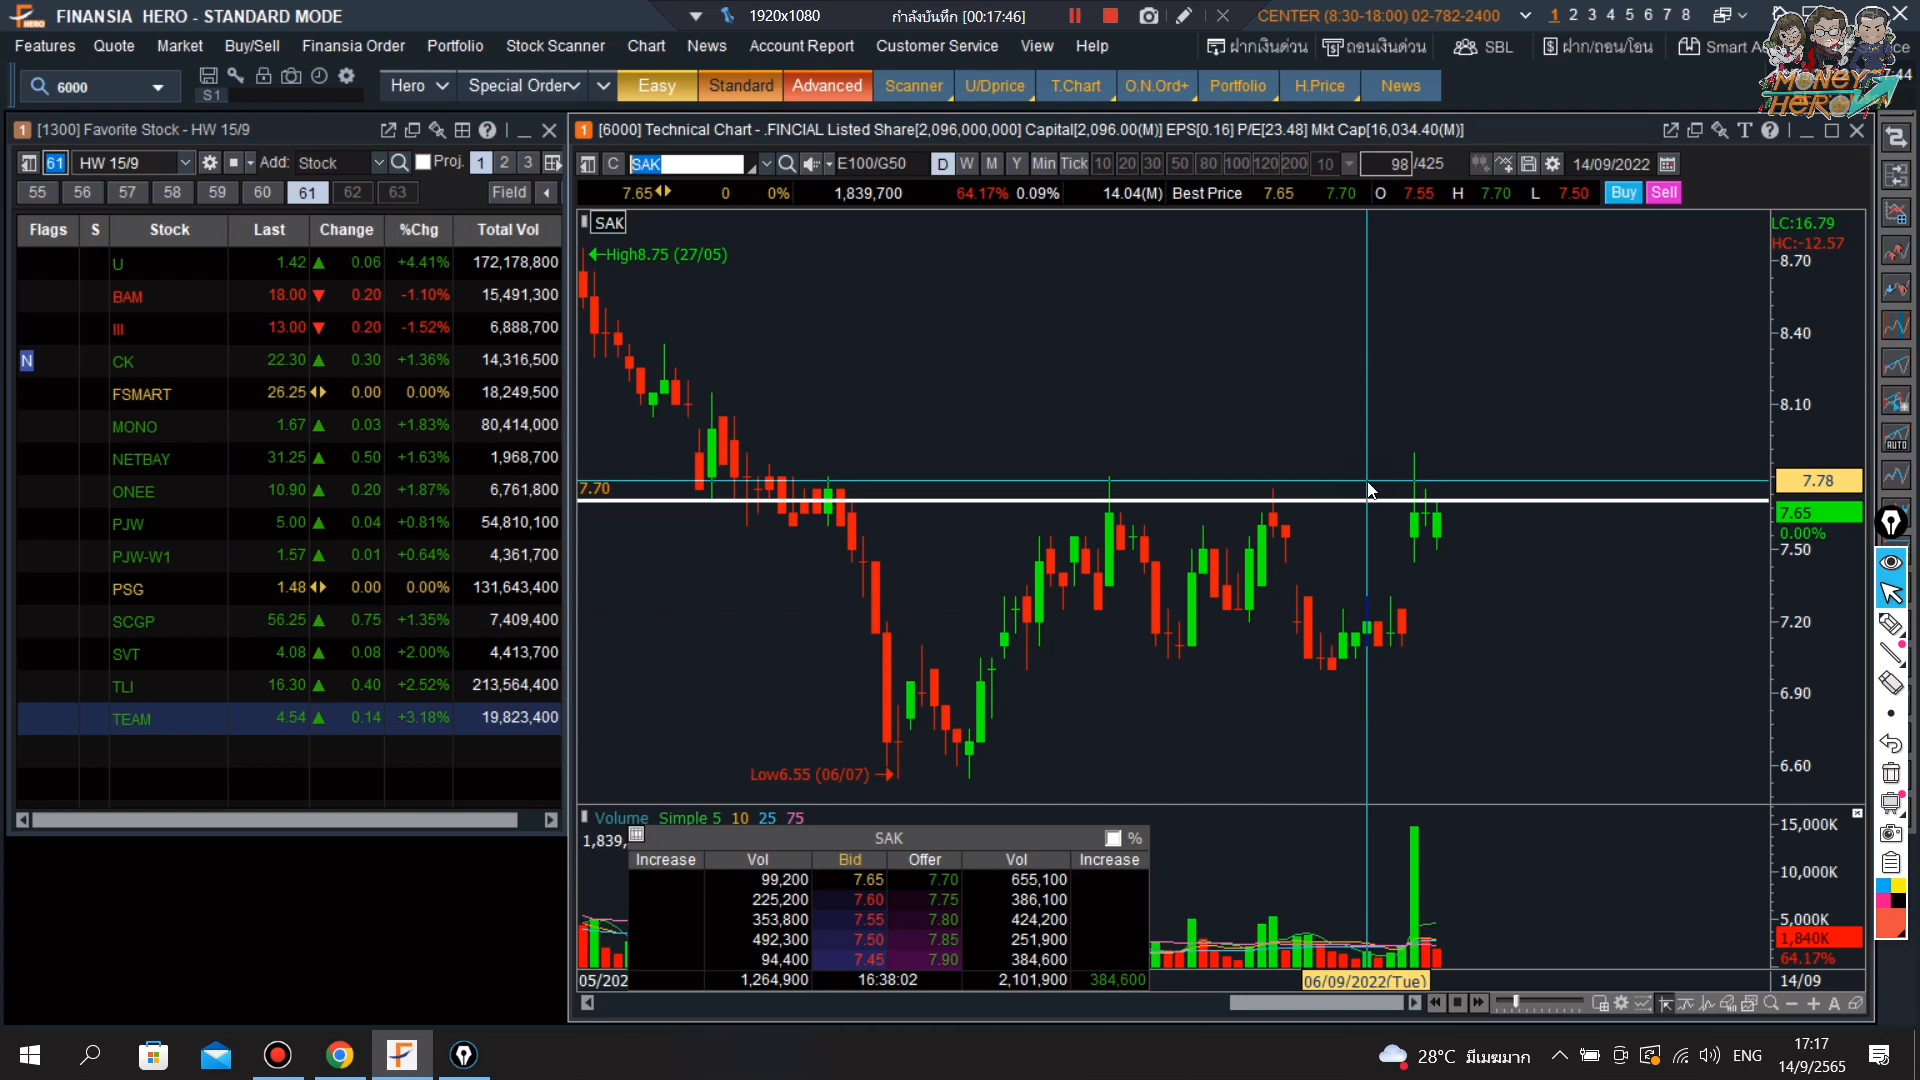 FINANSIA HERO - STANDARD MODE
1920x1080
กำลังบันทึก [00:17:46]
CENTER (8:30-18:00) 02-782-2400
1 2 3 4 5 6 7 8
Features Quote Market Buy/Sell Finansia Order Portfolio Stock Scanner Chart News Account Report Customer Service View Help
ฝากเงินด่วน ถอนเงินด่วน SBL ฝาก/ถอน/โอน
MONEY HERO
6000
S1
Hero Special Order Easy Standard Advanced Scanner U/Dprice T.Chart O.N.Ord+ Portfolio H.Price News
1 [1300] Favorite Stock - HW 15/9
61 HW 15/9 Add: Stock Proj. 1 2 3
55 56 57 58 59 60 61 62 63 Field
Flags S Stock Last Change %Chg Total Vol
U 1.42 0.06 +4.41% 172,178,800
BAM 18.00 0.20 -1.10% 15,491,300
III 13.00 0.20 -1.52% 6,888,700
N CK 22.30 0.30 +1.36% 14,316,500
FSMART 26.25 0.00 0.00% 18,249,500
MONO 1.67 0.03 +1.83% 80,414,000
NETBAY 31.25 0.50 +1.63% 1,968,700
ONEE 10.90 0.20 +1.87% 6,761,800
PJW 5.00 0.04 +0.81% 54,810,100
PJW-W1 1.57 0.01 +0.64% 4,361,700
PSG 1.48 0.00 0.00% 131,643,400
SCGP 56.25 0.75 +1.35% 7,409,400
SVT 4.08 0.08 +2.00% 4,413,700
TLI 16.30 0.40 +2.52% 213,564,400
TEAM 4.54 0.14 +3.18% 19,823,400
1 [6000] Technical Chart - .FINCIAL Listed Share[2,096,000,000] Capital[2,096.00(M)] EPS[0.16] P/E[23.48] Mkt Cap[16,034.40(M)]
C SAK E100/G50 D W M Y Min Tick 10 20 30 50 80 100 120 200 10 98 /425 14/09/2022
7.65 0 0% 1,839,700 64.17% 0.09% 14.04(M) Best Price 7.65 7.70 O 7.55 H 7.70 L 7.50 Buy Sell
SAK
High8.75 (27/05)
LC:16.79
HC:-12.57
8.70
8.40
8.10
7.70
7.78
7.65
0.00%
7.50
7.20
6.90
6.60
Low6.55 (06/07)
AUTO
Volume Simple 5 10 25 75
1,839,
SAK %
Increase Vol Bid Offer Vol Increase
99,200 7.65 7.70 655,100
225,200 7.60 7.75 386,100
353,800 7.55 7.80 424,200
492,300 7.50 7.85 251,900
94,400 7.45 7.90 384,600
1,264,900 16:38:02 2,101,900 384,600
15,000K
10,000K
5,000K
1,840K
64.17%
05/202
06/09/2022(Tue)
14/09
28°C มีเมฆมาก
ENG
17:17
14/9/2565